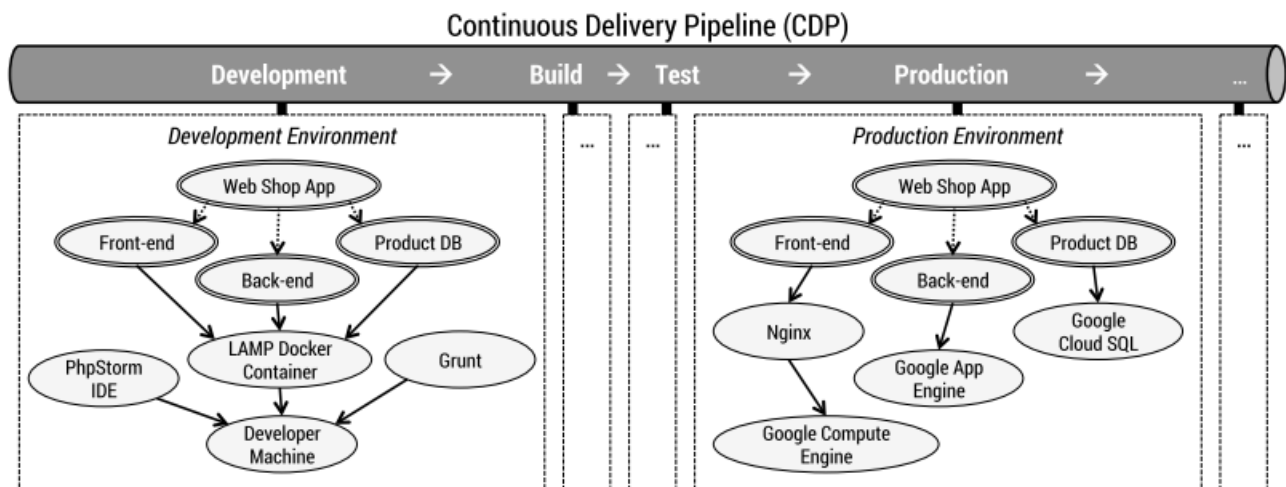 Continuous Delivery Pipeline (CDP)
Development → Build → Test → Production → ...
Development Environment
Web Shop App
Front-end
Product DB
Back-end
LAMP Docker
Container
PhpStorm
IDE
Grunt
Developer
Machine
...
...
Production Environment
Web Shop App
Front-end
Product DB
Back-end
Nginx
Google
Cloud SQL
Google App
Engine
Google Compute
Engine
...